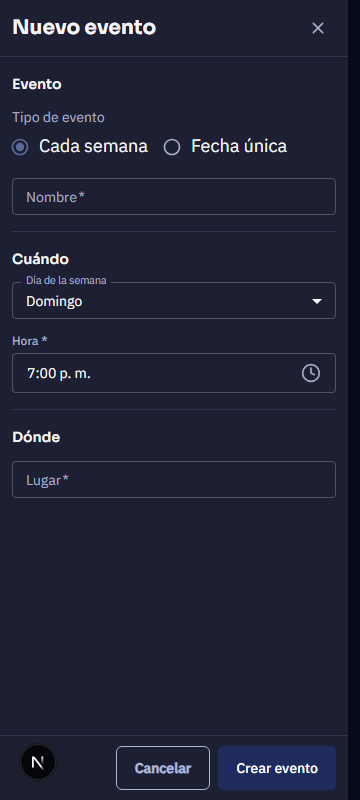 Nuevo evento
Evento
Tipo de evento
Cada semana Fecha única
Nombre*
Cuándo
Día de la semana
Domingo
Hora *
7:00 p. m.
Dónde
Lugar*
N
Cancelar Crear evento